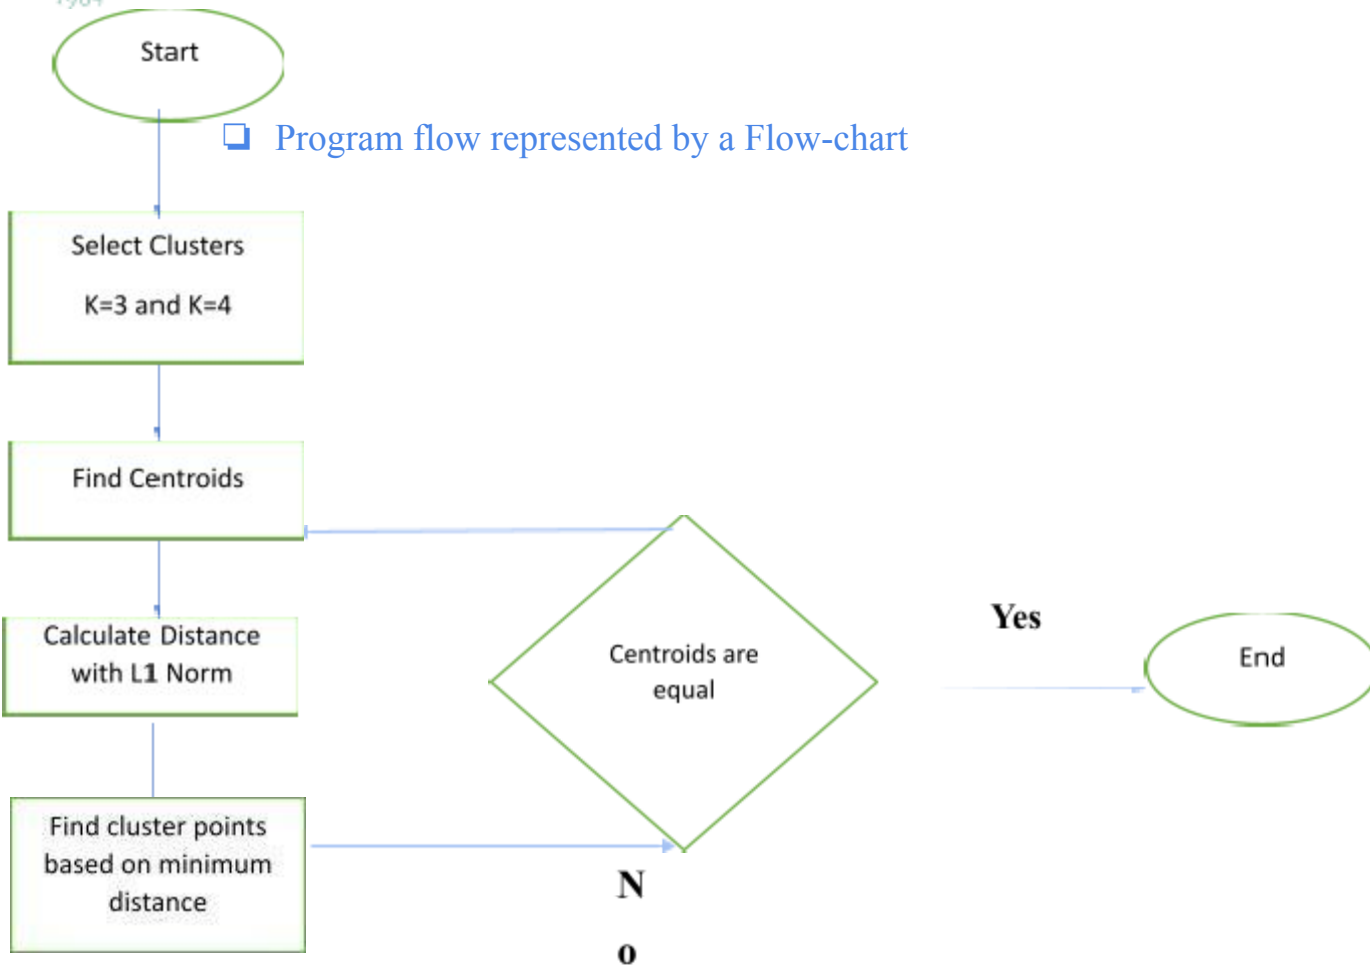 Start
❑ Program flow represented by a Flow-chart
Select Clusters
K=3 and K=4
Find Centroids
Calculate Distance
with L1 Norm
Find cluster points
based on minimum
distance
Centroids are
equal
Yes
End
N
o